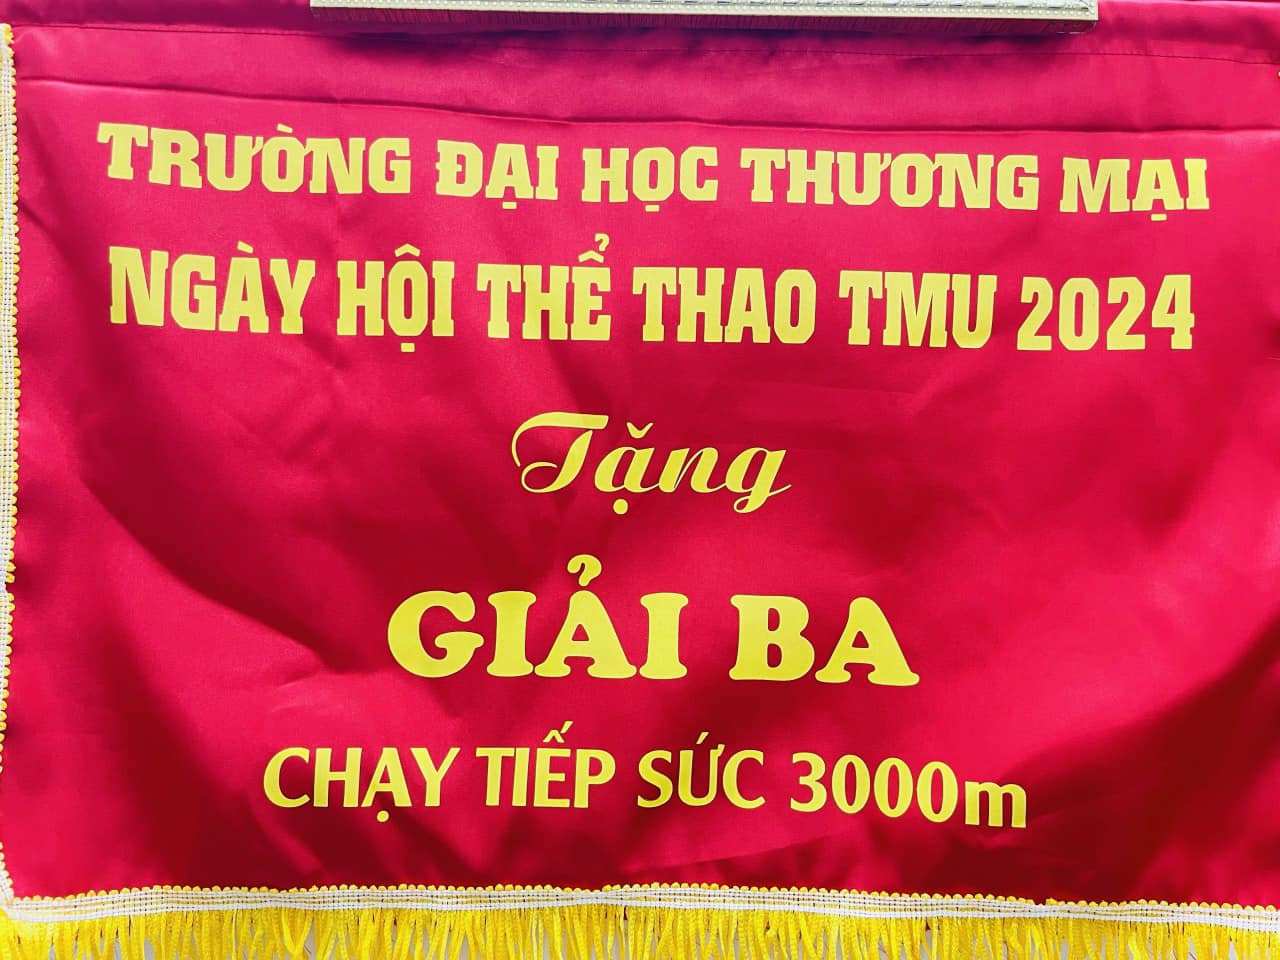 TRƯỜNG ĐẠI HỌC THƯƠNG MẠI
NGÀY HỘI THỂ THAO TMU 2024
Tặng
GIẢI BA
CHẠY TIẾP SỨC 3000m